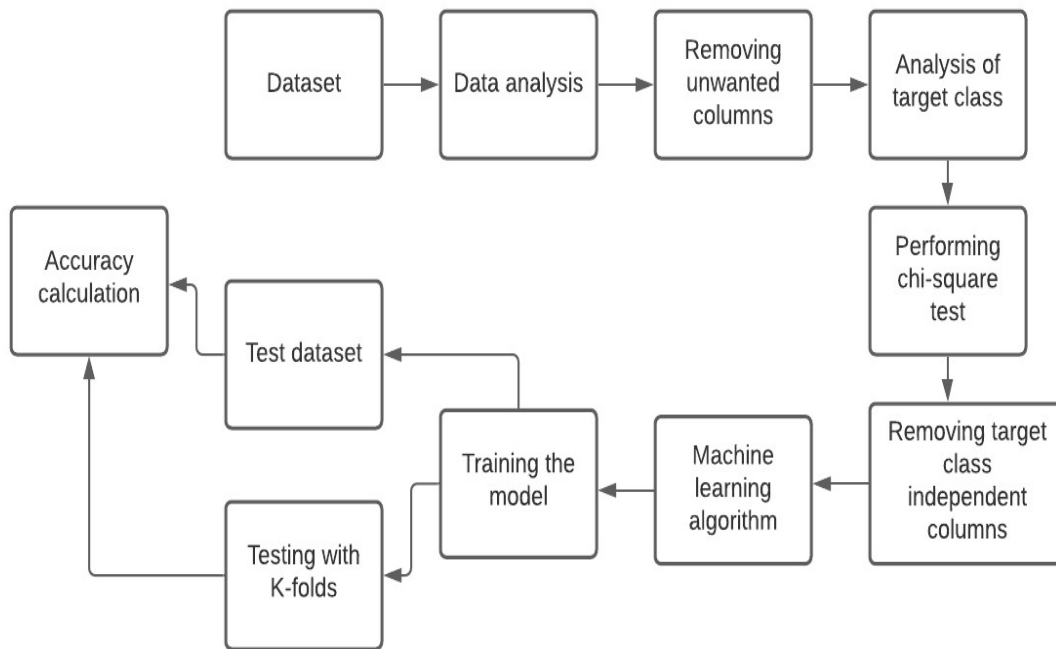 Dataset
Data analysis
Removing
unwanted
columns
Analysis of
target class
Performing
chi-square
test
Removing target
class
independent
columns
Machine
learning
algorithm
Training the
model
Test dataset
Testing with
K-folds
Accuracy
calculation